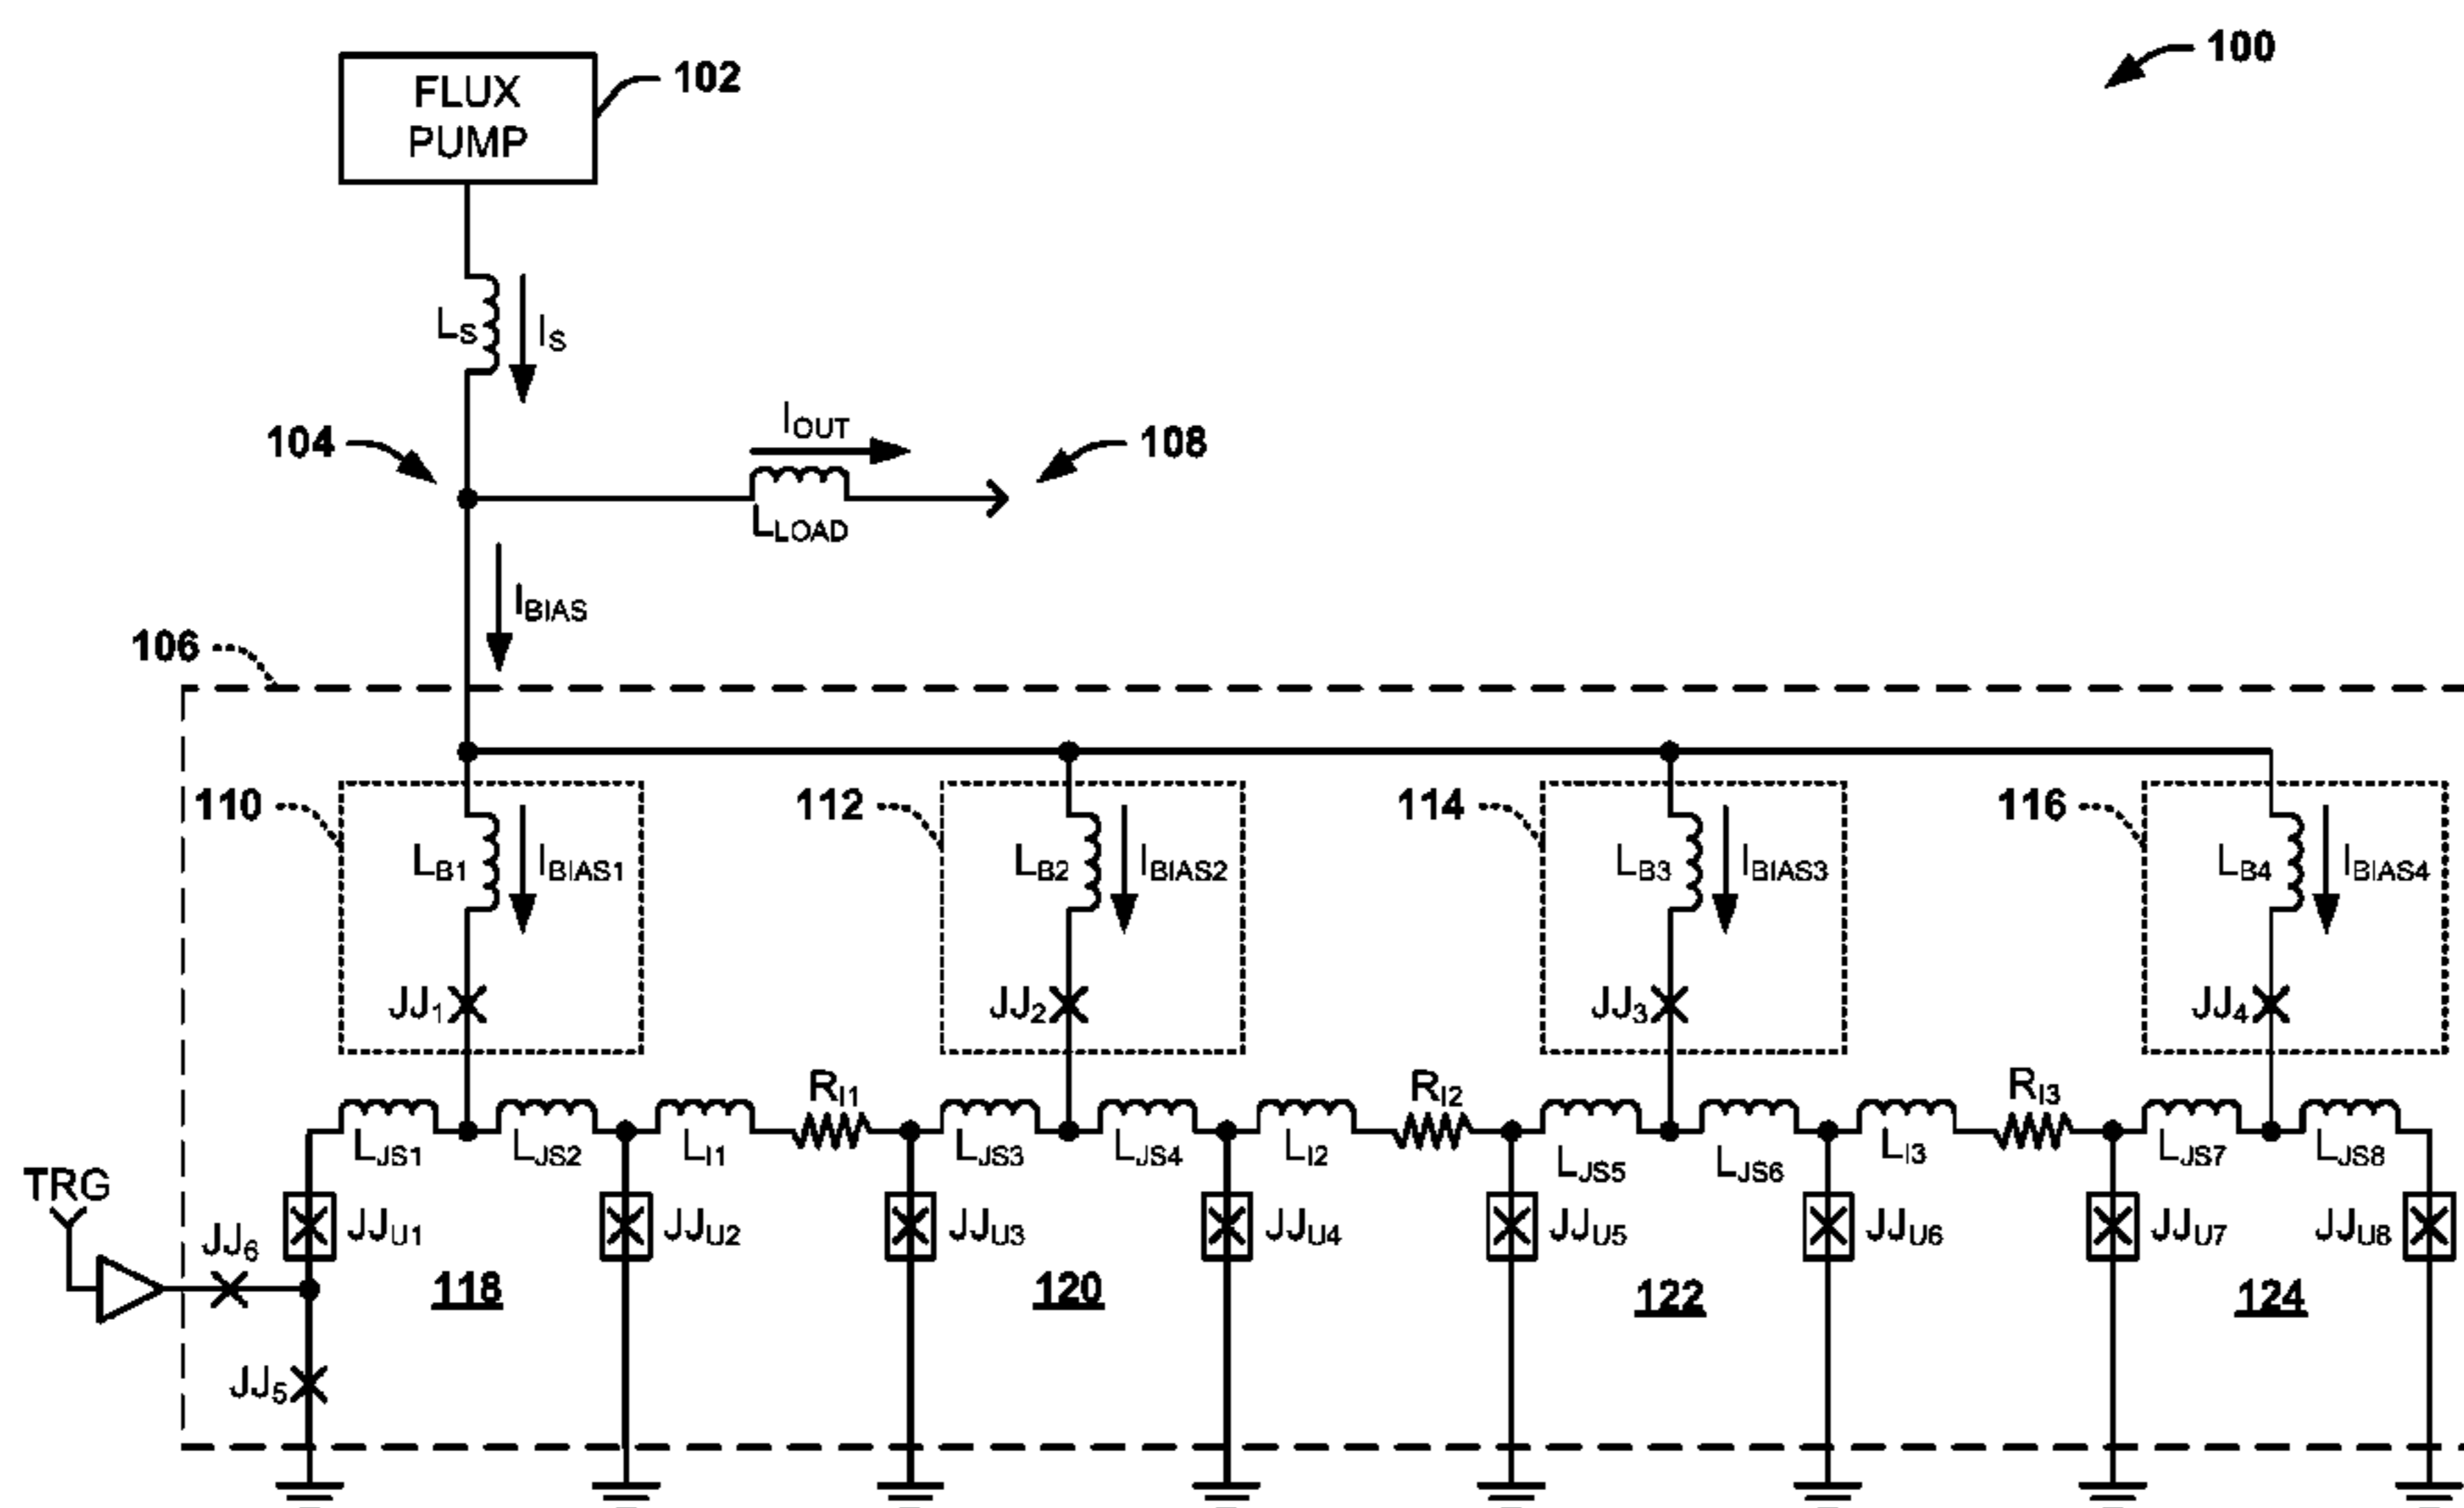 FLUX
PUMP
102
100
LS
IS
104
IOUT
108
LLOAD
IBIAS
106
110
LB1
IBIAS1
112
LB2
IBIAS2
114
LB3
IBIAS3
116
LB4
IBIAS4
JJ1
JJ2
JJ3
JJ4
RI1
RI2
RI3
LJS1
LJS2
LI1
LJS3
LJS4
LI2
LJS5
LJS6
LI3
LJS7
LJS8
TRG
JJ6
JJU1
JJU2
JJU3
JJU4
JJU5
JJU6
JJU7
JJU8
118
120
122
124
JJ5